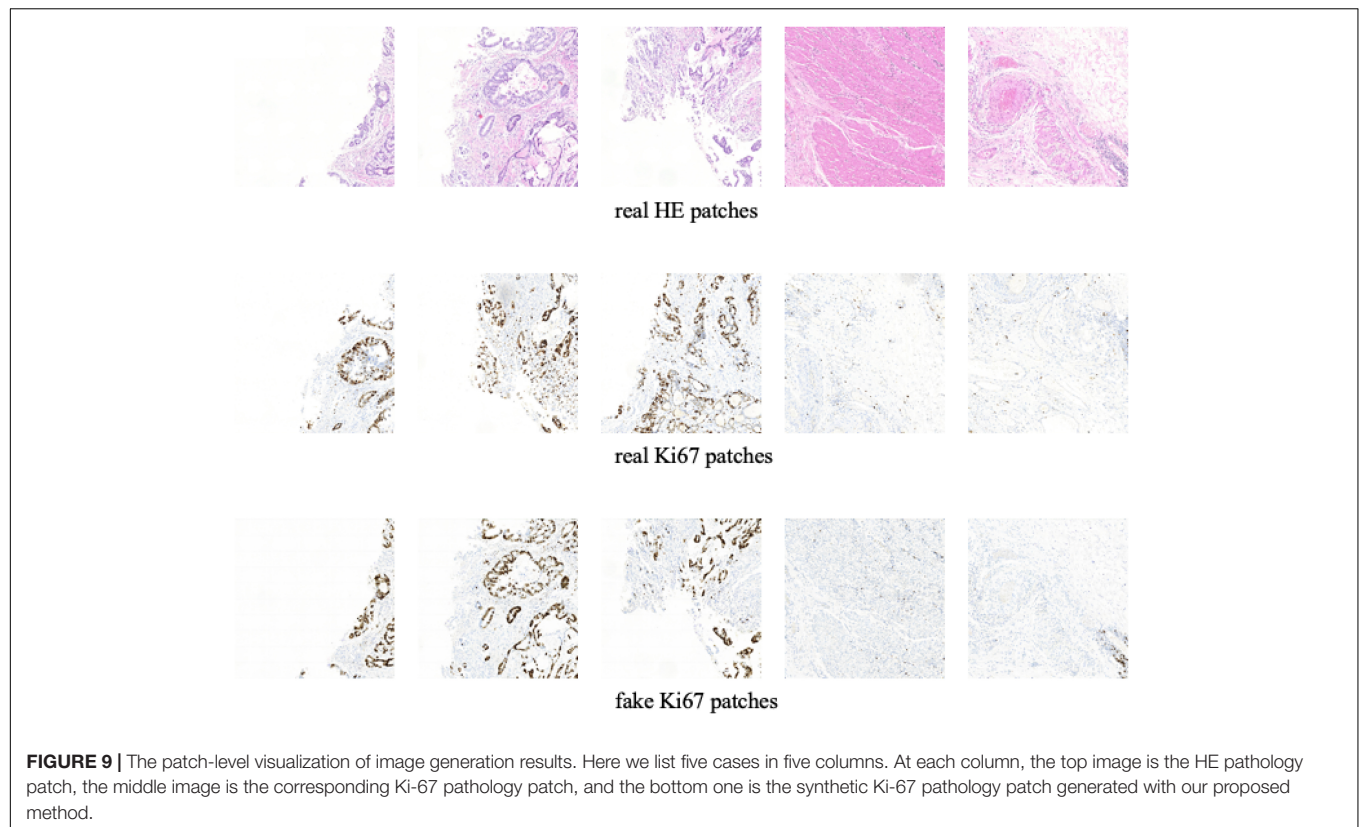 real HE patches
real Ki67 patches
fake Ki67 patches
FIGURE 9 | The patch-level visualization of image generation results. Here we list five cases in five columns. At each column, the top image is the HE pathology
patch, the middle image is the corresponding Ki-67 pathology patch, and the bottom one is the synthetic Ki-67 pathology patch generated with our proposed
method.